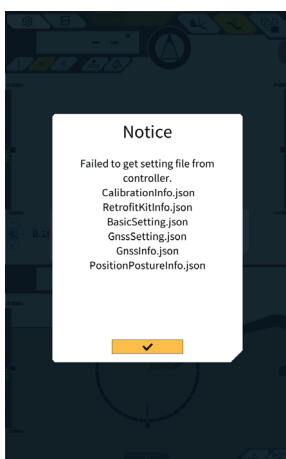 Notice
Failed to get setting file from
controller.
CalibrationInfo.json
RetrofitKitInfo.json
BasicSetting.json
GnssSetting.json
GnssInfo.json
PositionPostureInfo.json